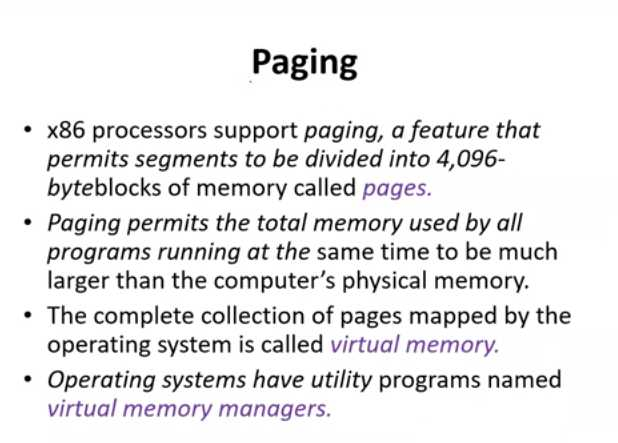 Paging
• x86 processors support paging, a feature that
permits segments to be divided into 4,096-
byteblocks of memory called pages.
• Paging permits the total memory used by all
programs running at the same time to be much
larger than the computer's physical memory.
• The complete collection of pages mapped by the
operating system is called virtual memory.
• Operating systems have utility programs named
virtual memory managers.